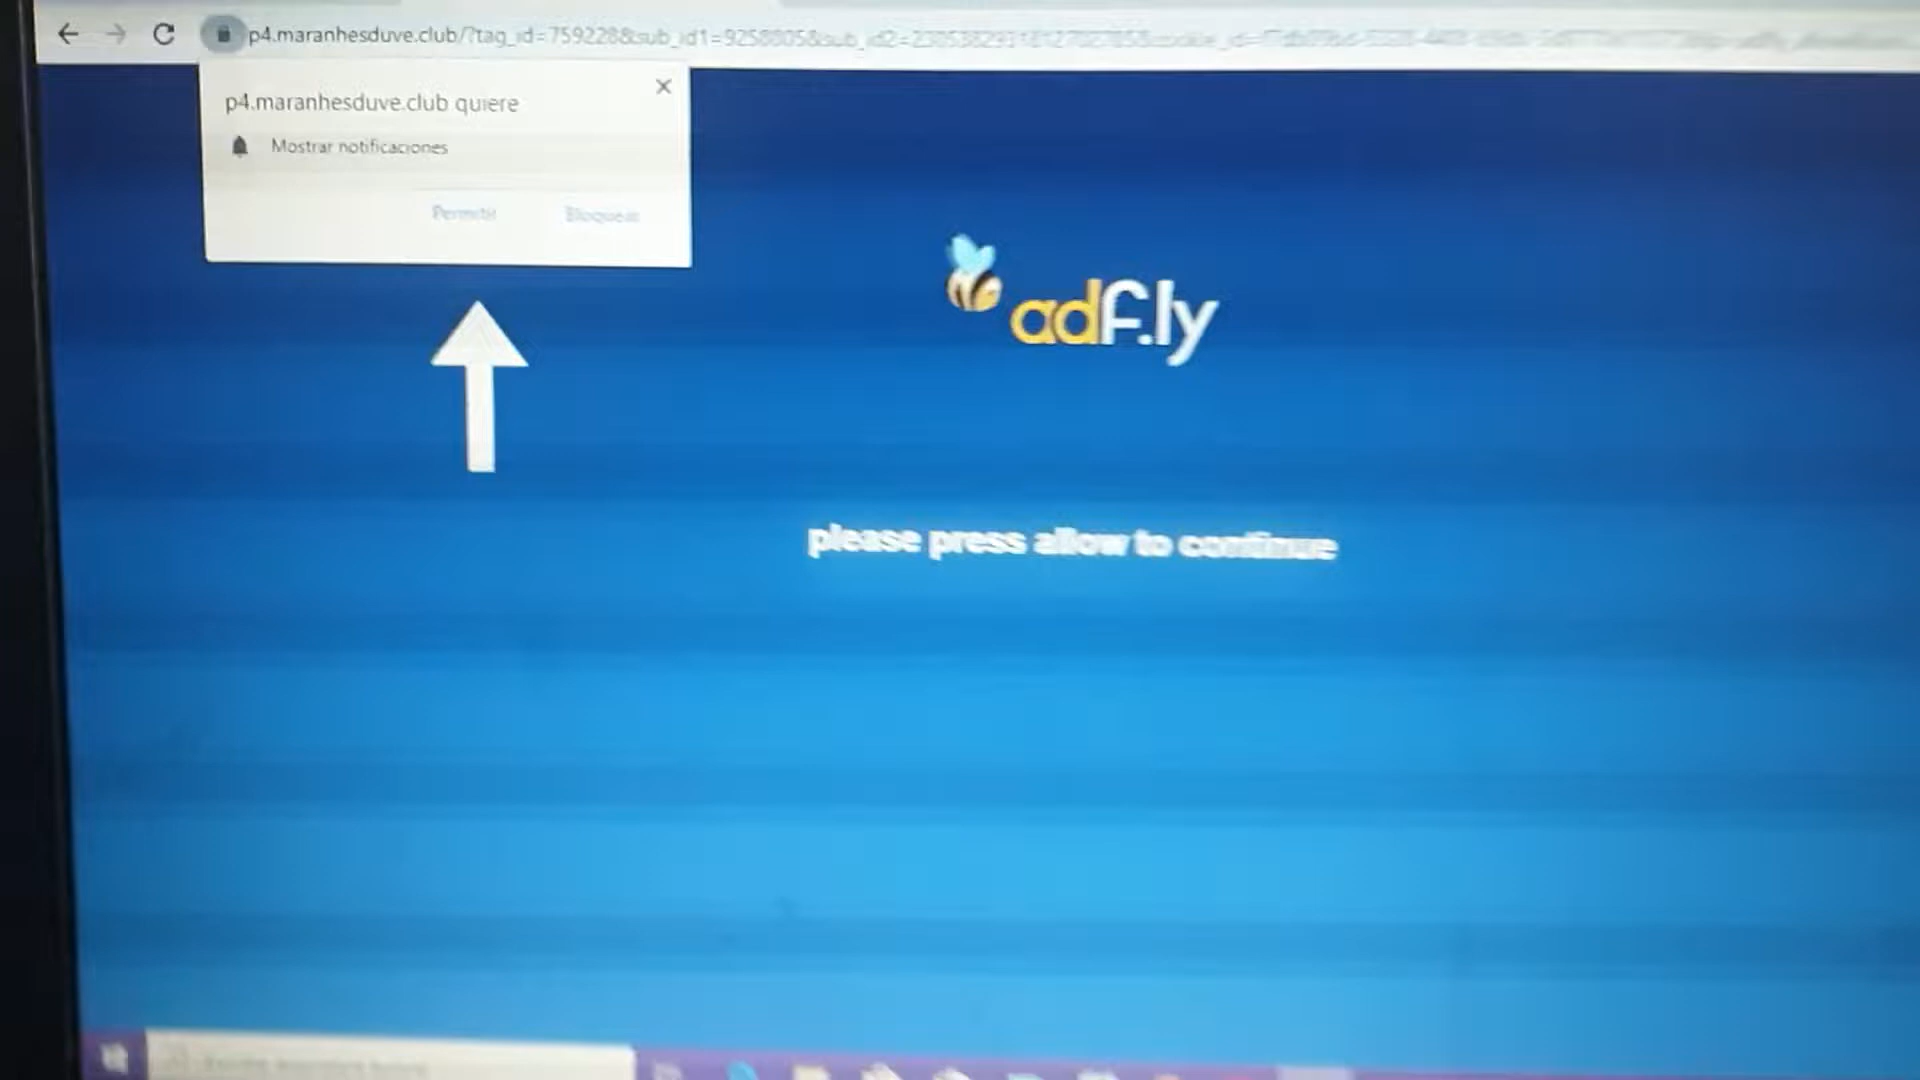 p4.maranhesduve.club/?tag_id=759228&sub_id1=9258805&sub_id2=
p4.maranhesduve.club quiere
Mostrar notificaciones
Permitir Bloquear
adf.ly
please press allow to continue